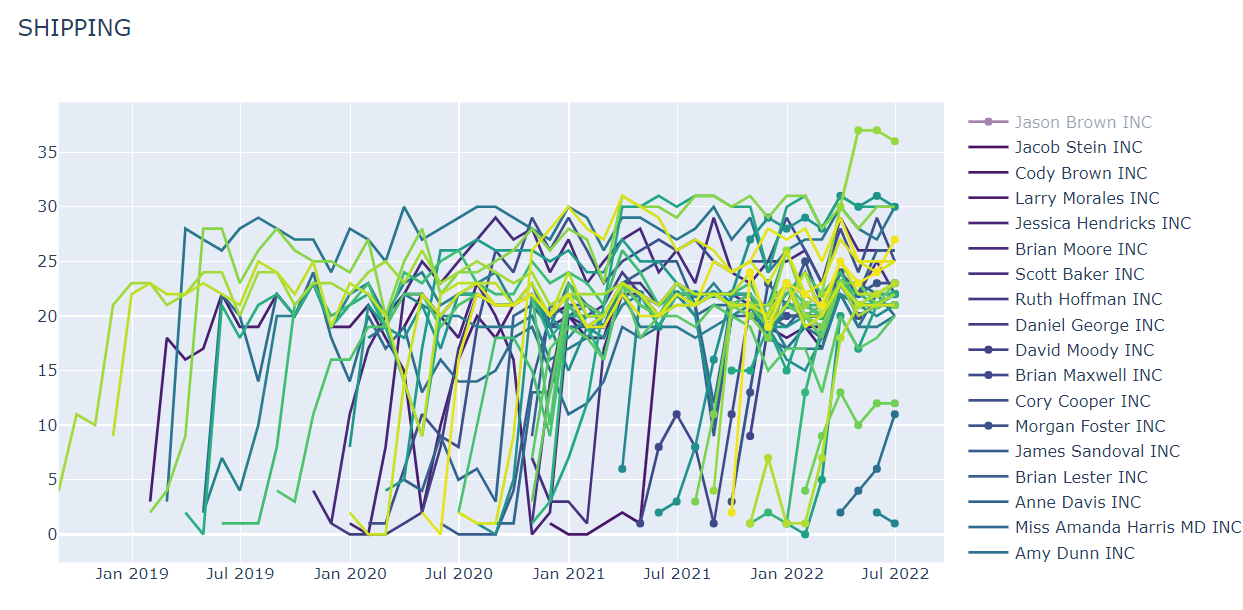 SHIPPING
35
30
25
20
15
10
5
0
Jan 2019 Jul 2019 Jan 2020 Jul 2020 Jan 2021 Jul 2021 Jan 2022 Jul 2022
Jason Brown INC
Jacob Stein INC
Cody Brown INC
Larry Morales INC
Jessica Hendricks INC
Brian Moore INC
Scott Baker INC
Ruth Hoffman INC
Daniel George INC
David Moody INC
Brian Maxwell INC
Cory Cooper INC
Morgan Foster INC
James Sandoval INC
Brian Lester INC
Anne Davis INC
Miss Amanda Harris MD INC
Amy Dunn INC